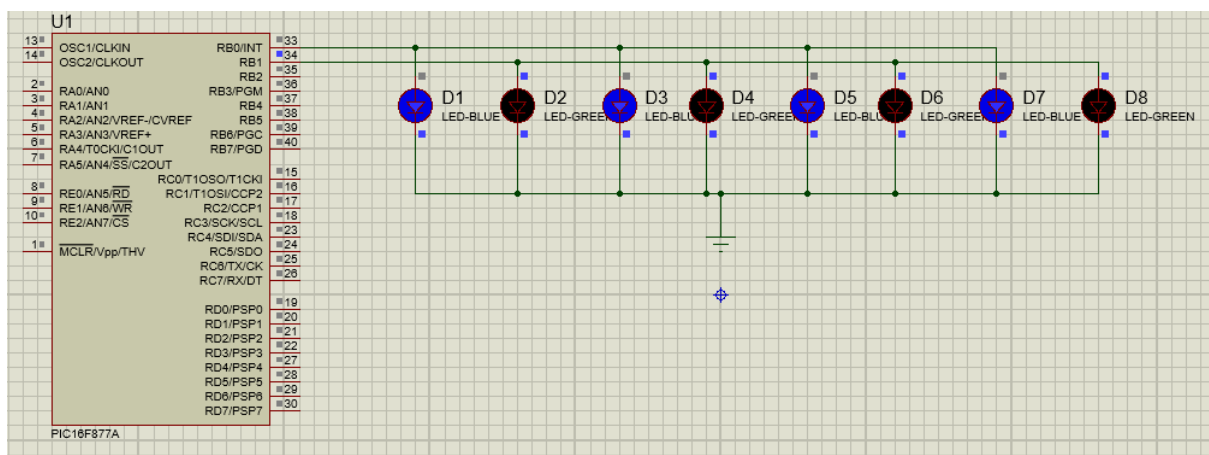 U1
13 OSC1/CLKIN RB0/INT 33
14 OSC2/CLKOUT RB1 34
RB2 35
2 RA0/AN0 RB3/PGM 36
3 RA1/AN1 RB4 37
4 RA2/AN2/VREF-/CVREF RB5 38
5 RA3/AN3/VREF+ RB6/PGC 39
6 RA4/T0CKI/C1OUT RB7/PGD 40
7 RA5/AN4/SS/C2OUT
RC0/T1OSO/T1CKI 15
8 RE0/AN5/RD RC1/T1OSI/CCP2 16
9 RE1/AN6/WR RC2/CCP1 17
10 RE2/AN7/CS RC3/SCK/SCL 18
RC4/SDI/SDA 23
1 MCLR/Vpp/THV RC5/SDO 24
RC6/TX/CK 25
RC7/RX/DT 26
RD0/PSP0 19
RD1/PSP1 20
RD2/PSP2 21
RD3/PSP3 22
RD4/PSP4 27
RD5/PSP5 28
RD6/PSP6 29
RD7/PSP7 30
PIC16F877A
D1 D2 D3 D4 D5 D6 D7 D8
LED-BLUE LED-GREEN LED-BLU LED-GREEN LED-BLU LED-GREEN LED-BLUE LED-GREEN